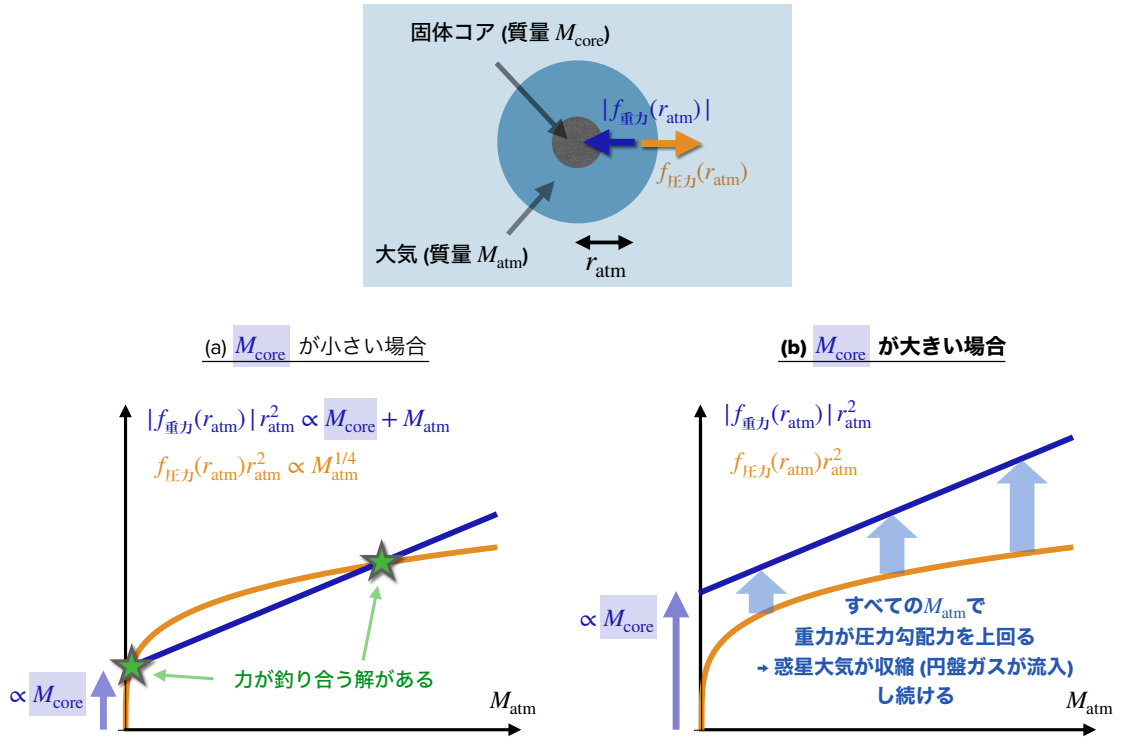 固体コア (質量 M_core)
|f_重力(r_atm)|
f_圧力(r_atm)
大気 (質量 M_atm)
r_atm
(a) M_core が小さい場合
|f_重力(r_atm)| r_atm^2 ∝ M_core + M_atm
f_圧力(r_atm)r_atm^2 ∝ M_atm^1/4
力が釣り合う解がある
∝ M_core
M_atm
(b) M_core が大きい場合
|f_重力(r_atm)| r_atm^2
f_圧力(r_atm)r_atm^2
∝ M_core
すべてのM_atmで
重力が圧力勾配力を上回る
→ 惑星大気が収縮 (円盤ガスが流入)
し続ける
M_atm